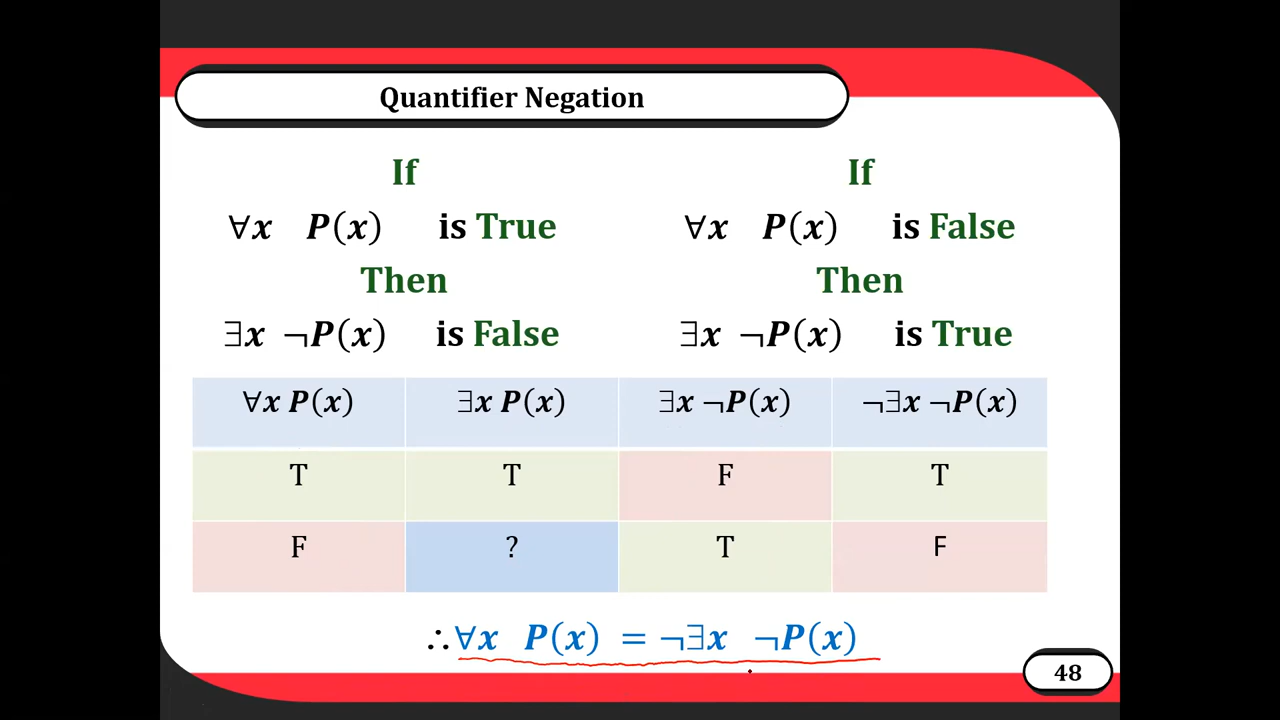 Quantifier Negation
If
∀x P(x) is True
Then
∃x ¬P(x) is False
If
∀x P(x) is False
Then
∃x ¬P(x) is True
∀x P(x) ∃x P(x) ∃x ¬P(x) ¬∃x ¬P(x)
T T F T
F ? T F
∴∀x P(x) = ¬∃x ¬P(x)
48